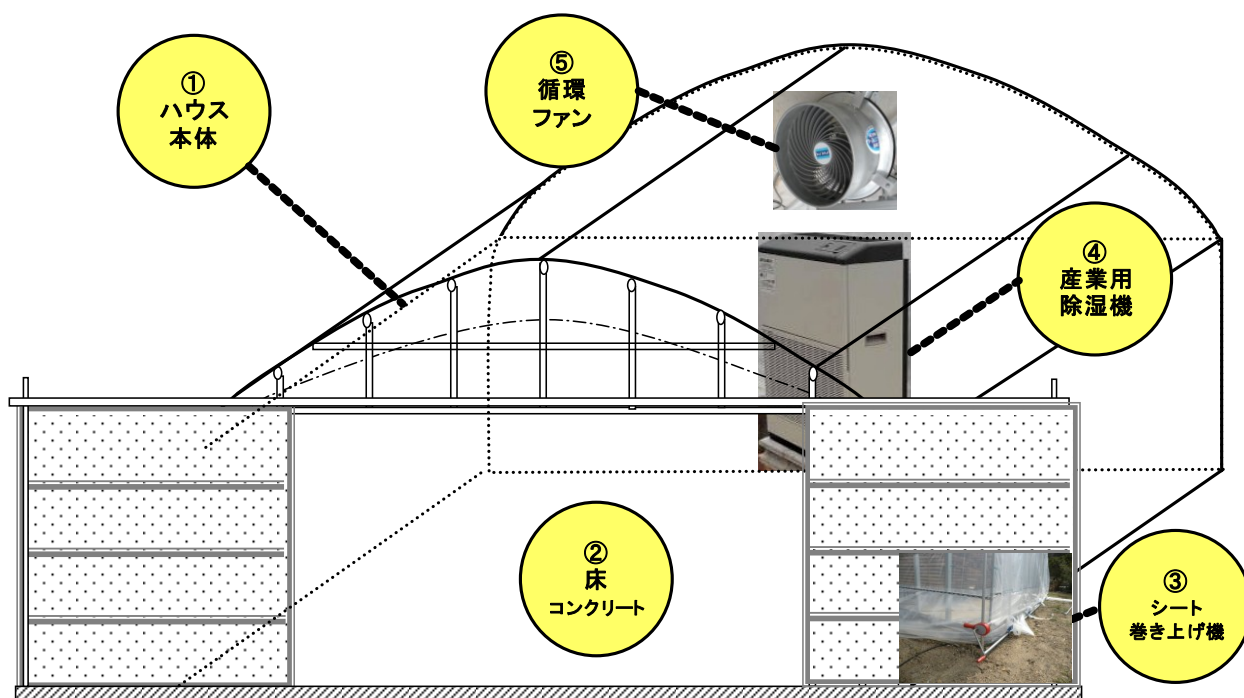 ①
ハウス
本体
⑤
循環
ファン
④
産業用
除湿機
②
床
コンクリート
③
シート
巻き上げ機